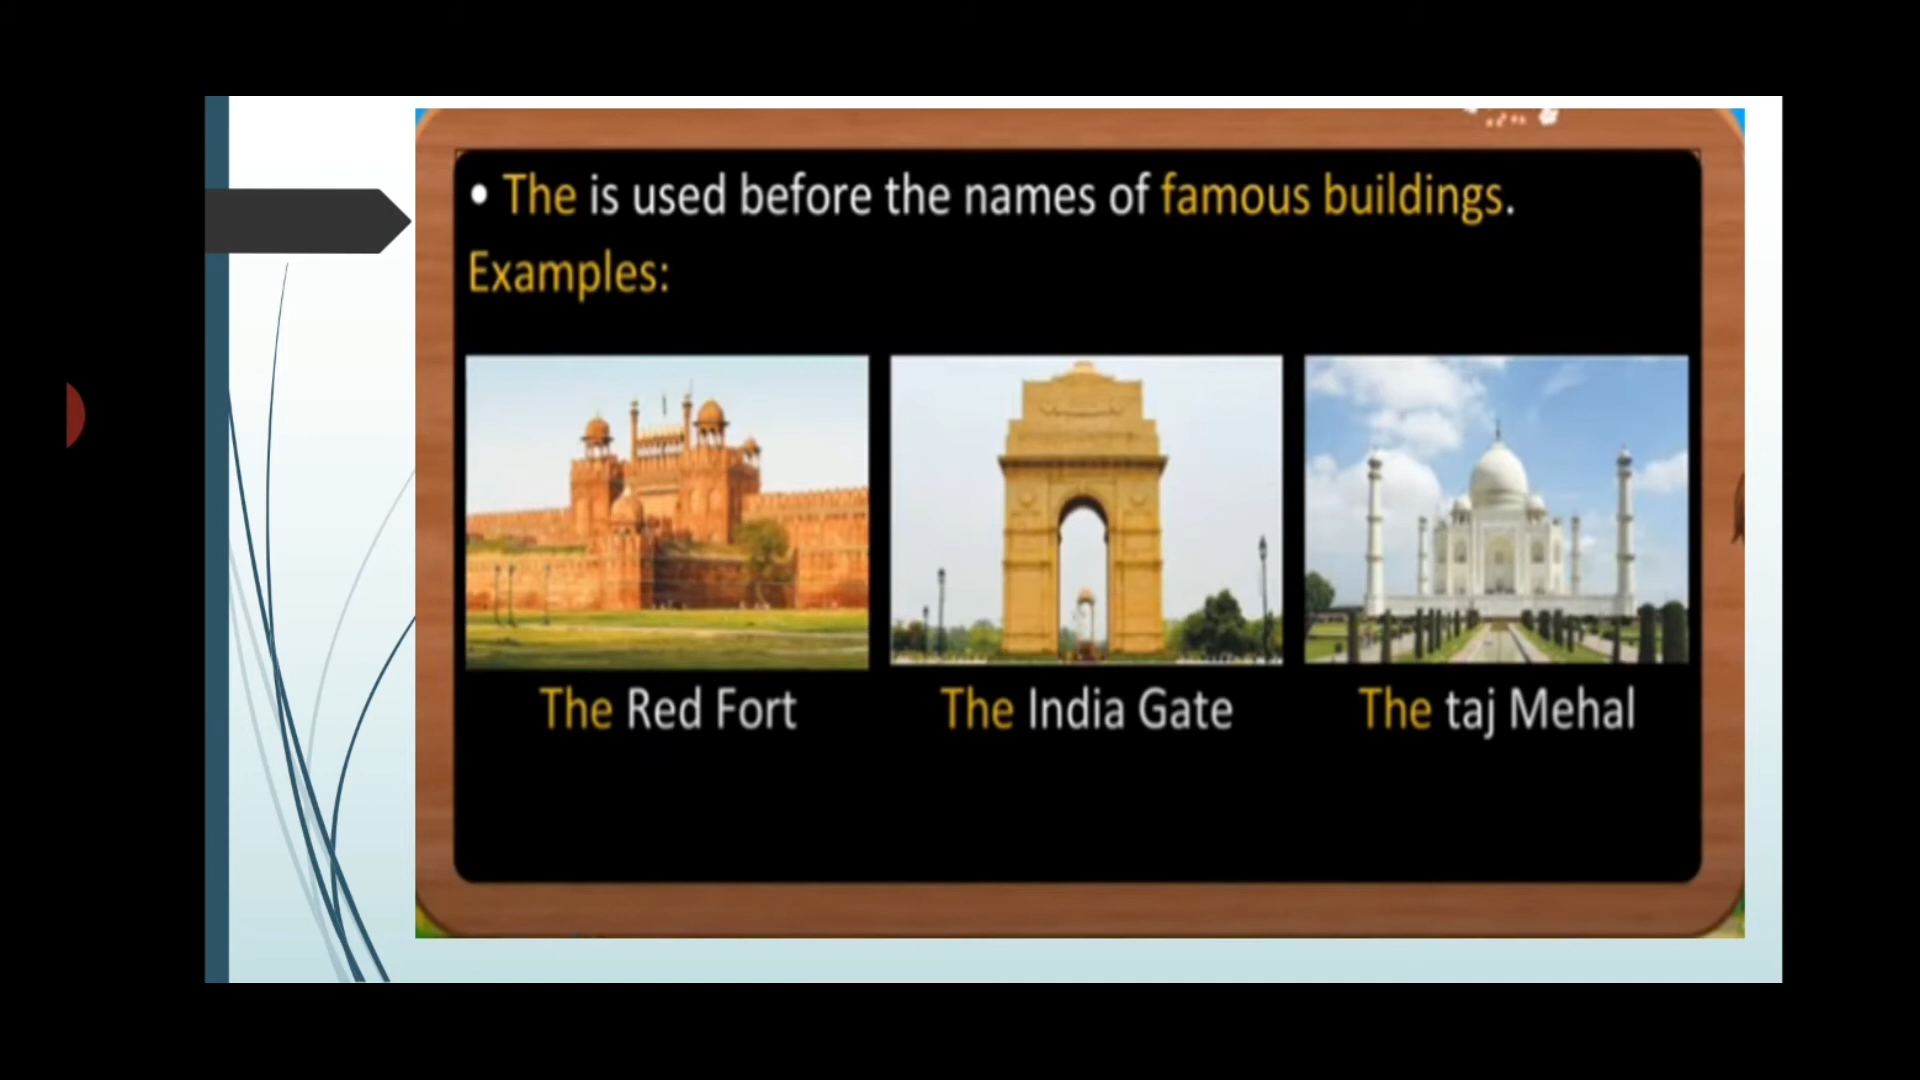 • The is used before the names of famous buildings.
Examples:
The Red Fort
The India Gate
The taj Mehal